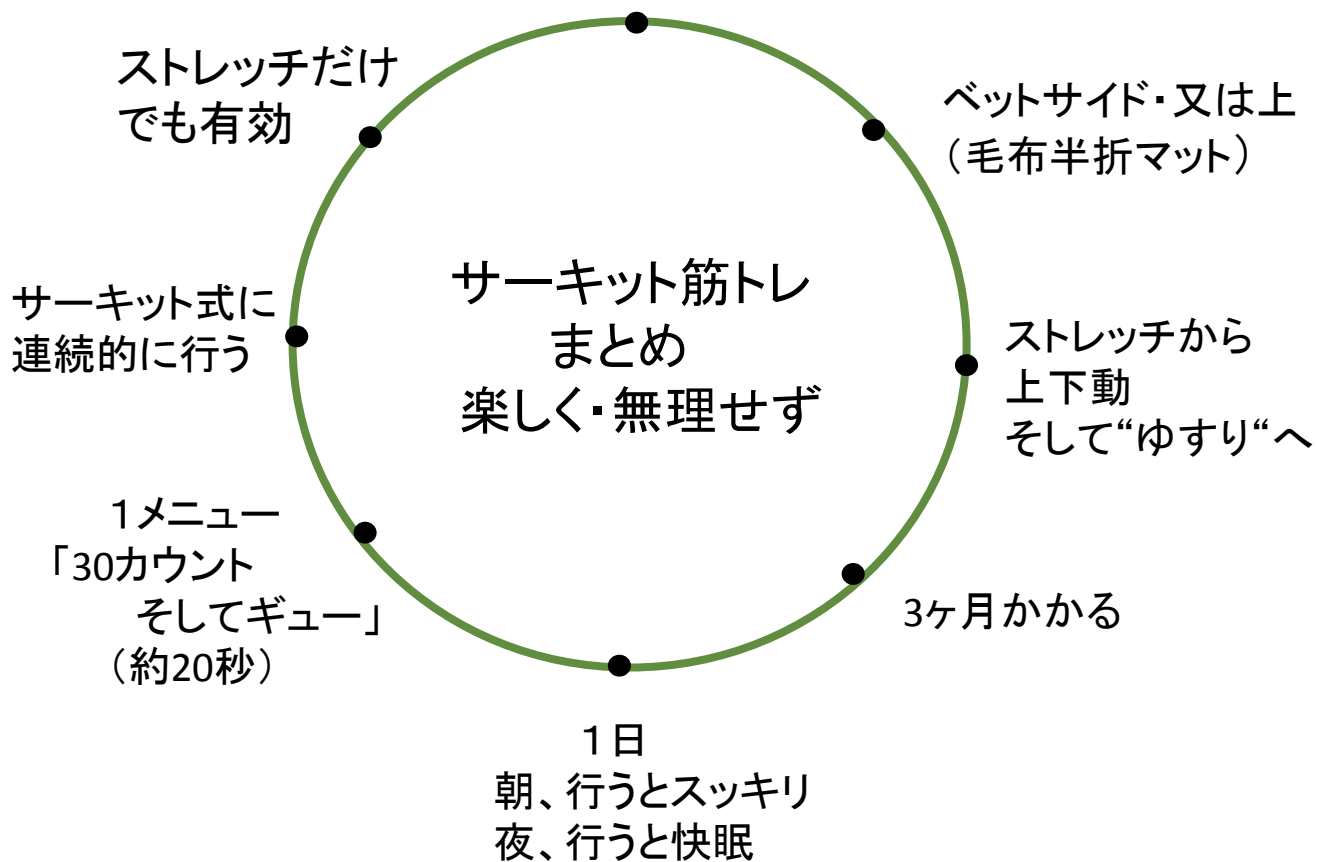 サーキット筋トレ
まとめ
楽しく・無理せず
ベットサイド・又は上
（毛布半折マット）
ストレッチから
上下動
そして“ゆすり“へ
3ヶ月かかる
１日
朝、行うとスッキリ
夜、行うと快眠
１メニュー
「30カウント
そしてギュー」
（約20秒）
サーキット式に
連続的に行う
ストレッチだけ
でも有効